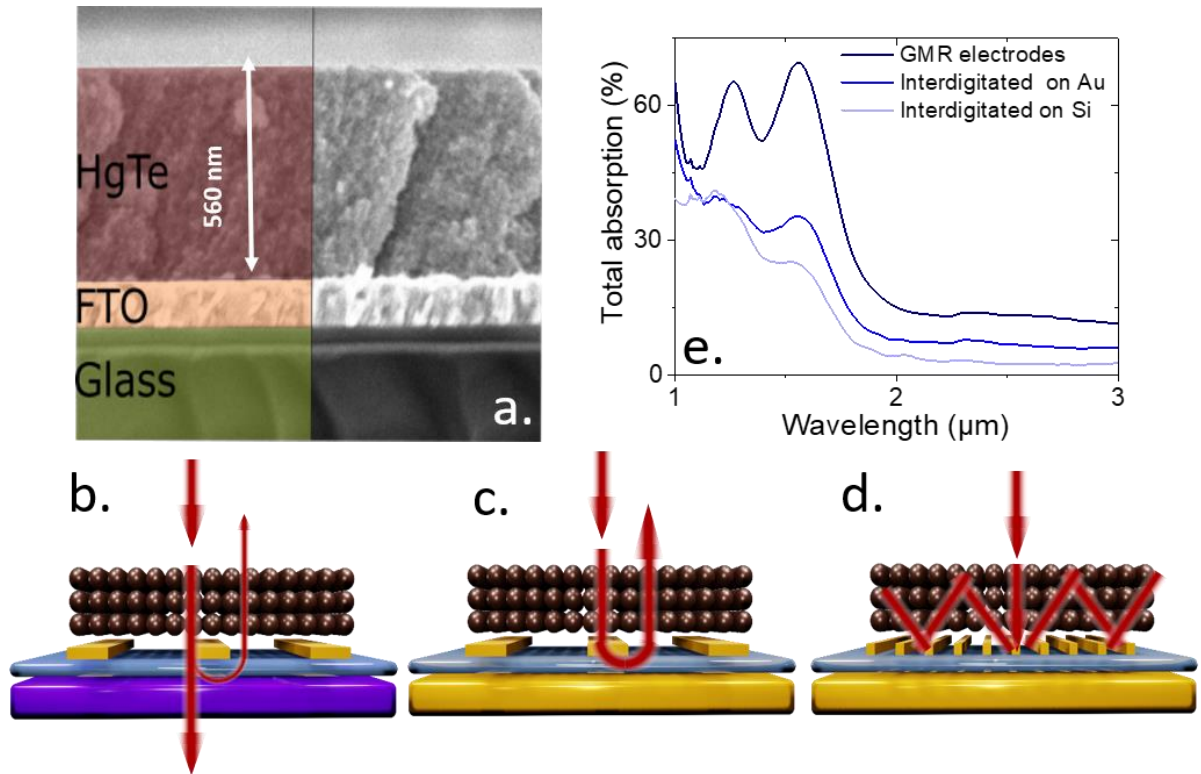 HgTe
560 nm
FTO
Glass
a.
GMR electrodes
Interdigitated on Au
Interdigitated on Si
60
30
0
Total absorption (%)
e.
1
2
3
Wavelength (µm)
b.
c.
d.